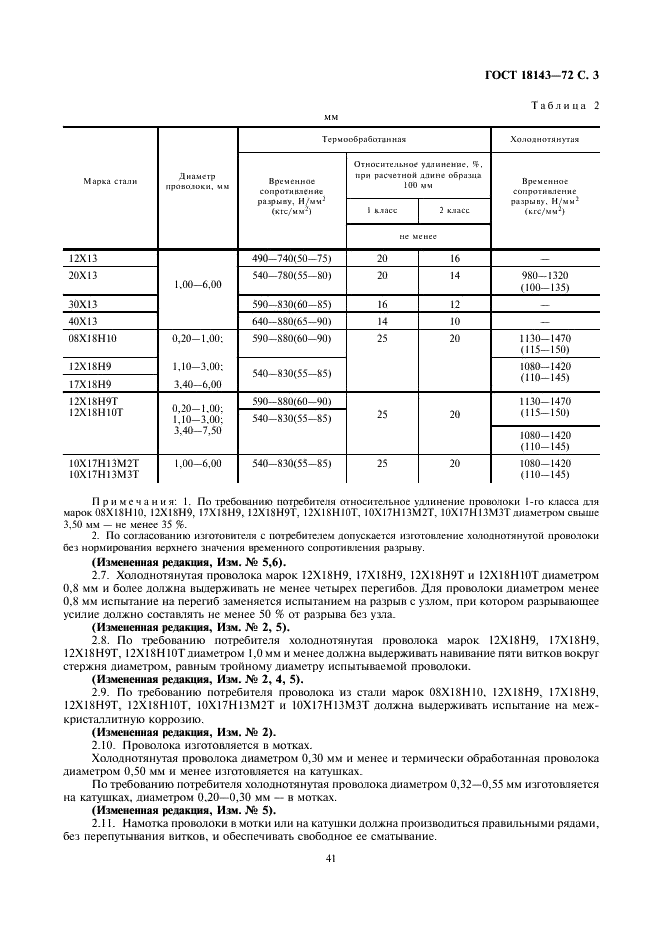 ГОСТ 18143—72 С. 3
Таблица 2
мм
Марка стали
Диаметр
проволоки, мм
Термообработанная
Холоднотянутая
Временное
сопротивление
разрыву, Н/мм²
(кгс/мм²)
Относительное удлинение, %,
при расчетной длине образца
100 мм
1 класс
2 класс
не менее
Временное
сопротивление
разрыву, Н/мм²
(кгс/мм²)
12Х13
490—740(50—75)
20
16
—
20Х13
1,00—6,00
540—780(55—80)
20
14
980—1320
(100—135)
30Х13
590—830(60—85)
16
12
—
40Х13
640—880(65—90)
14
10
—
08Х18Н10
0,20—1,00;
590—880(60—90)
25
20
1130—1470
(115—150)
12Х18Н9
1,10—3,00;
540—830(55—85)
1080—1420
(110—145)
17Х18Н9
3,40—6,00
12Х18Н9Т
12Х18Н10Т
0,20—1,00;
1,10—3,00;
3,40—7,50
590—880(60—90)
540—830(55—85)
25
20
1130—1470
(115—150)
1080—1420
(110—145)
10Х17Н13М2Т
10Х17Н13М3Т
1,00—6,00
540—830(55—85)
25
20
1080—1420
(110—145)
Примечания: 1. По требованию потребителя относительное удлинение проволоки 1-го класса для
марок 08Х18Н10, 12Х18Н9, 17Х18Н9, 12Х18Н9Т, 12Х18Н10Т, 10Х17Н13М2Т, 10Х17Н13М3Т диаметром свыше
3,50 мм — не менее 35 %.
2. По согласованию изготовителя с потребителем допускается изготовление холоднотянутой проволоки
без нормирования верхнего значения временного сопротивления разрыву.
(Измененная редакция, Изм. № 5,6).
2.7. Холоднотянутая проволока марок 12Х18Н9, 17Х18Н9, 12Х18Н9Т и 12Х18Н10Т диаметром
0,8 мм и более должна выдерживать не менее четырех перегибов. Для проволоки диаметром менее
0,8 мм испытание на перегиб заменяется испытанием на разрыв с узлом, при котором разрывающее
усилие должно составлять не менее 50 % от разрыва без узла.
(Измененная редакция, Изм. № 2, 5).
2.8. По требованию потребителя холоднотянутая проволока марок 12Х18Н9, 17Х18Н9,
12Х18Н9Т, 12Х18Н10Т диаметром 1,0 мм и менее должна выдерживать навивание пяти витков вокруг
стержня диаметром, равным тройному диаметру испытываемой проволоки.
(Измененная редакция, Изм. № 2, 4, 5).
2.9. По требованию потребителя проволока из стали марок 08Х18Н10, 12Х18Н9, 17Х18Н9,
12Х18Н9Т, 12Х18Н10Т, 10Х17Н13М2Т и 10Х17Н13М3Т должна выдерживать испытание на меж-
кристаллитную коррозию.
(Измененная редакция, Изм. № 2).
2.10. Проволока изготовляется в мотках.
Холоднотянутая проволока диаметром 0,30 мм и менее и термически обработанная проволока
диаметром 0,50 мм и менее изготовляется на катушках.
По требованию потребителя холоднотянутая проволока диаметром 0,32—0,55 мм изготовляется
на катушках, диаметром 0,20—0,30 мм — в мотках.
(Измененная редакция, Изм. № 5).
2.11. Намотка проволоки в мотки или на катушки должна производиться правильными рядами,
без перепутывания витков, и обеспечивать свободное ее сматывание.
41